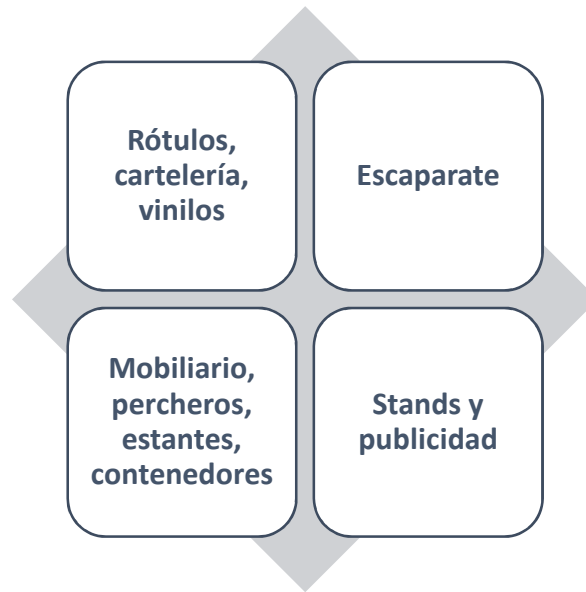 Rótulos,
cartelería,
vinilos
Escaparate
Mobiliario,
percheros,
estantes,
contenedores
Stands y
publicidad